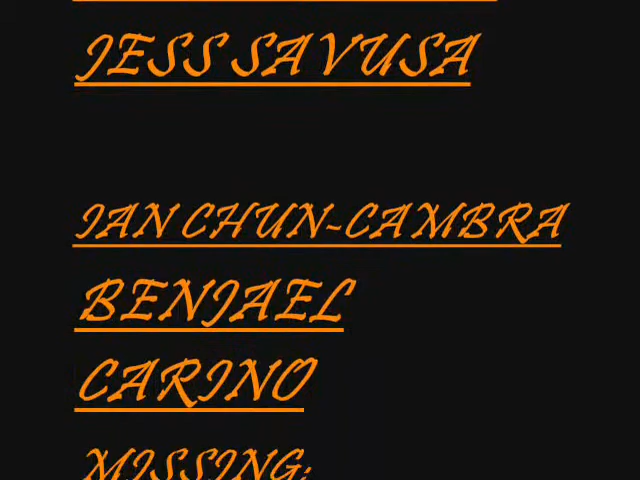 JESS SAVUSA
IAN CHUN-CAMBRA
BENJAEL
CARINO
MISSING: